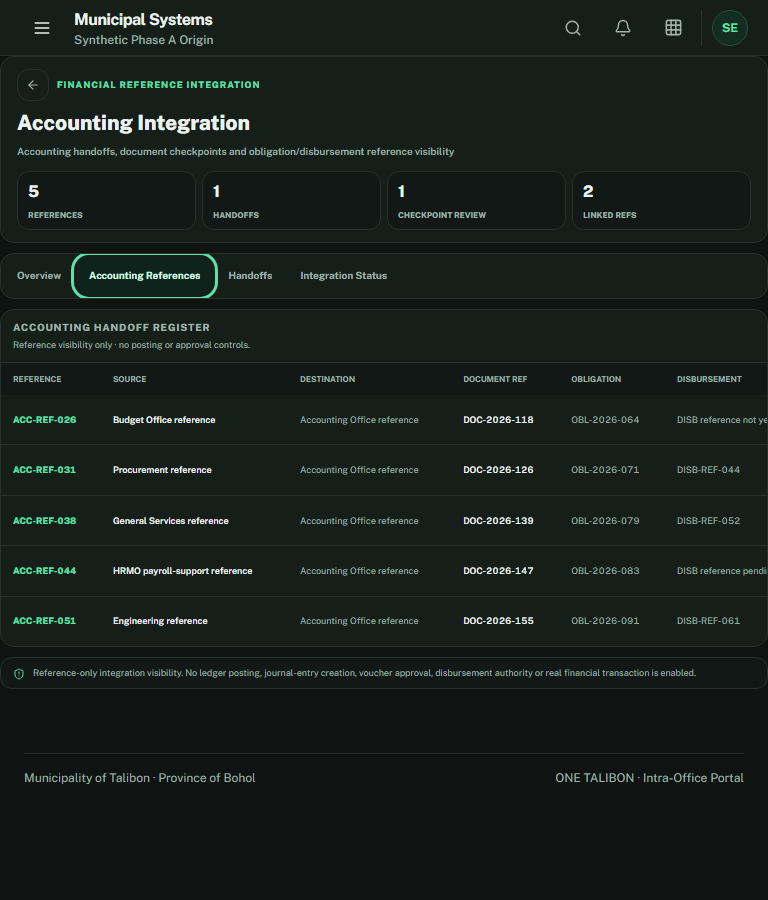 Municipal Systems
Synthetic Phase A Origin
SE
FINANCIAL REFERENCE INTEGRATION
Accounting Integration
Accounting handoffs, document checkpoints and obligation/disbursement reference visibility
5
REFERENCES
1
HANDOFFS
1
CHECKPOINT REVIEW
2
LINKED REFS
Overview Accounting References Handoffs Integration Status
ACCOUNTING HANDOFF REGISTER
Reference visibility only · no posting or approval controls.
REFERENCE SOURCE DESTINATION DOCUMENT REF OBLIGATION DISBURSEMENT
ACC-REF-026 Budget Office reference Accounting Office reference DOC-2026-118 OBL-2026-064 DISB reference not
ACC-REF-031 Procurement reference Accounting Office reference DOC-2026-126 OBL-2026-071 DISB-REF-044
ACC-REF-038 General Services reference Accounting Office reference DOC-2026-139 OBL-2026-079 DISB-REF-052
ACC-REF-044 HRMO payroll-support reference Accounting Office reference DOC-2026-147 OBL-2026-083 DISB reference
ACC-REF-051 Engineering reference Accounting Office reference DOC-2026-155 OBL-2026-091 DISB-REF-061
Reference-only integration visibility. No ledger posting, journal-entry creation, voucher approval, disbursement authority or real financial transaction is enabled.
Municipality of Talibon · Province of Bohol
ONE TALIBON · Intra-Office Portal